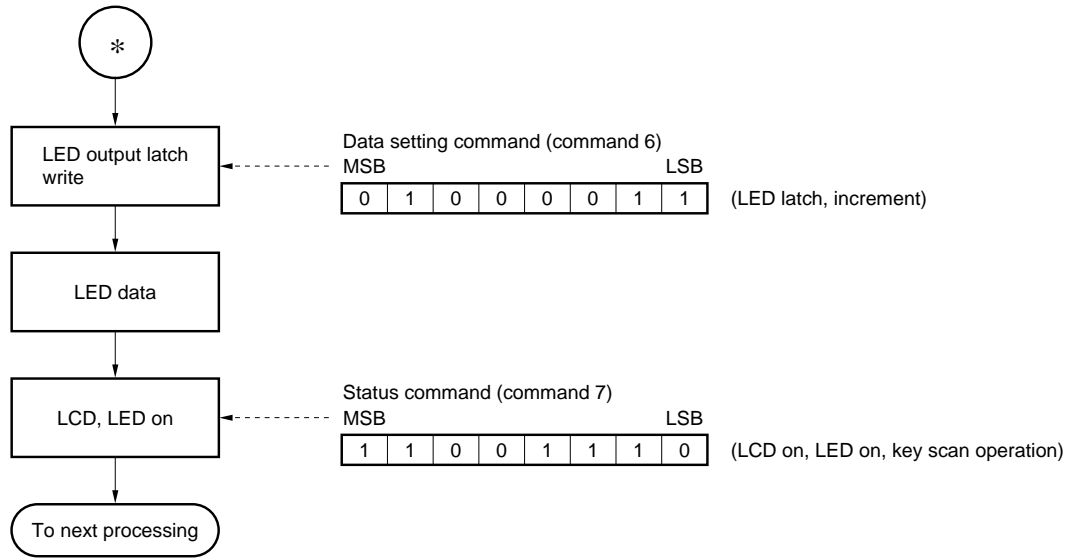 *
LED output latch
write
Data setting command (command 6)
MSB LSB
0 1 0 0 0 0 1 1 (LED latch, increment)
LED data
LCD, LED on
Status command (command 7)
MSB LSB
1 1 0 0 1 1 1 0 (LCD on, LED on, key scan operation)
To next processing